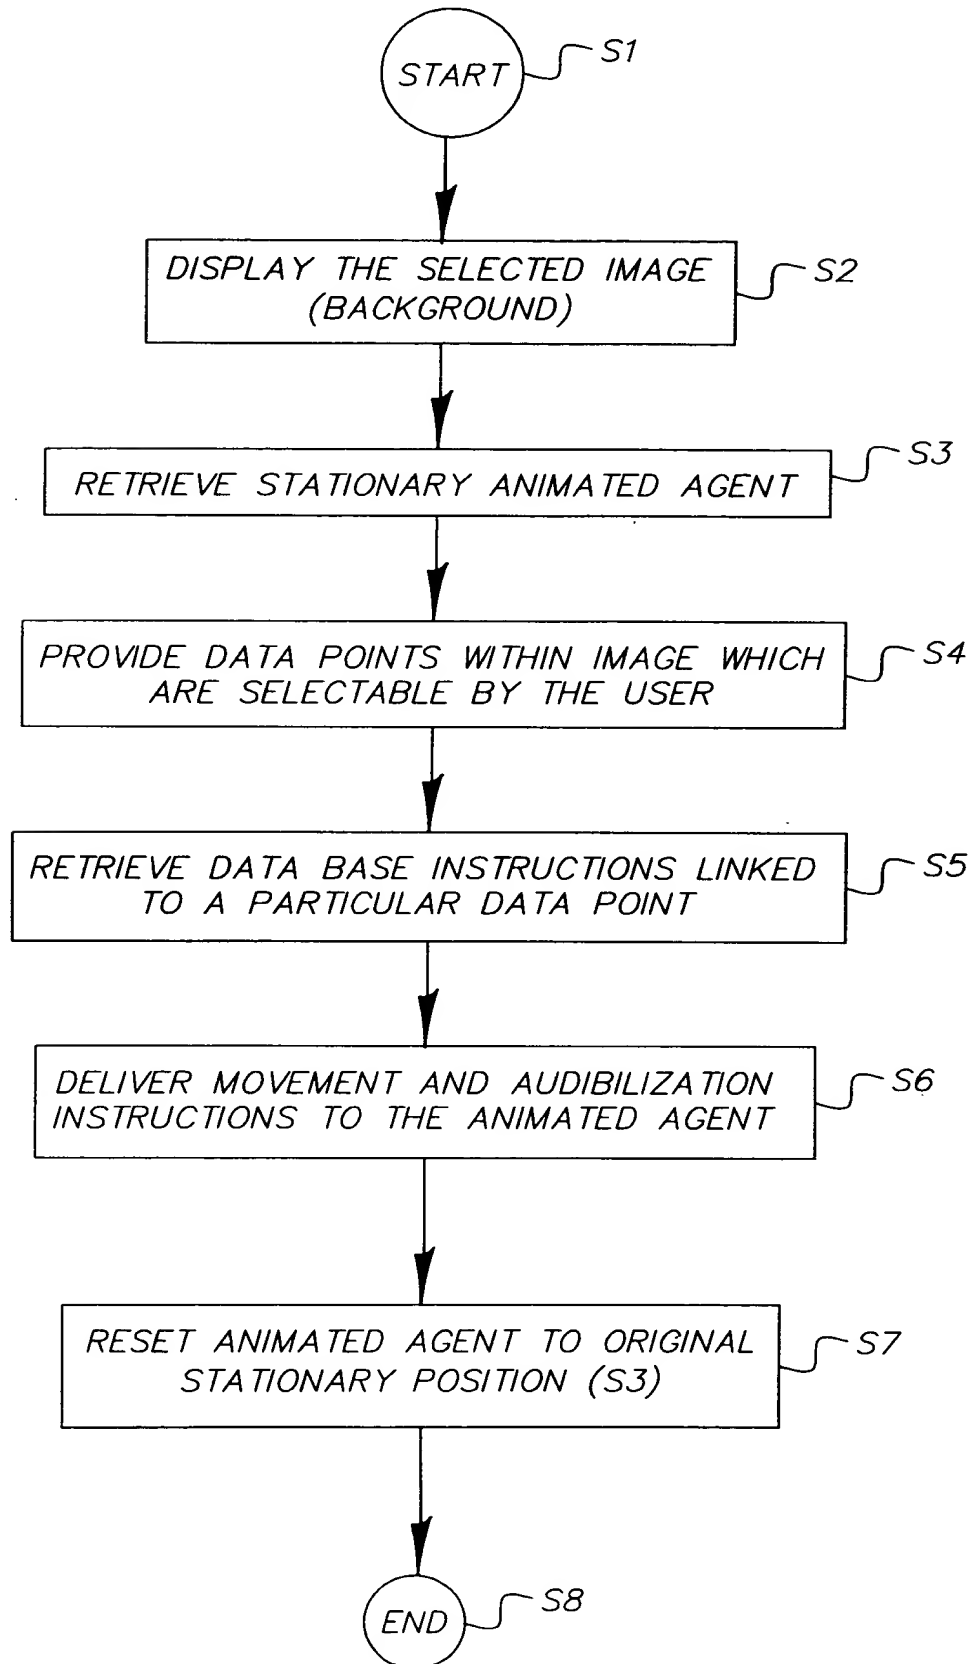 START
S1
DISPLAY THE SELECTED IMAGE
(BACKGROUND)
S2
RETRIEVE STATIONARY ANIMATED AGENT
S3
PROVIDE DATA POINTS WITHIN IMAGE WHICH
ARE SELECTABLE BY THE USER
S4
RETRIEVE DATA BASE INSTRUCTIONS LINKED
TO A PARTICULAR DATA POINT
S5
DELIVER MOVEMENT AND AUDIBILIZATION
INSTRUCTIONS TO THE ANIMATED AGENT
S6
RESET ANIMATED AGENT TO ORIGINAL
STATIONARY POSITION (S3)
S7
END
S8